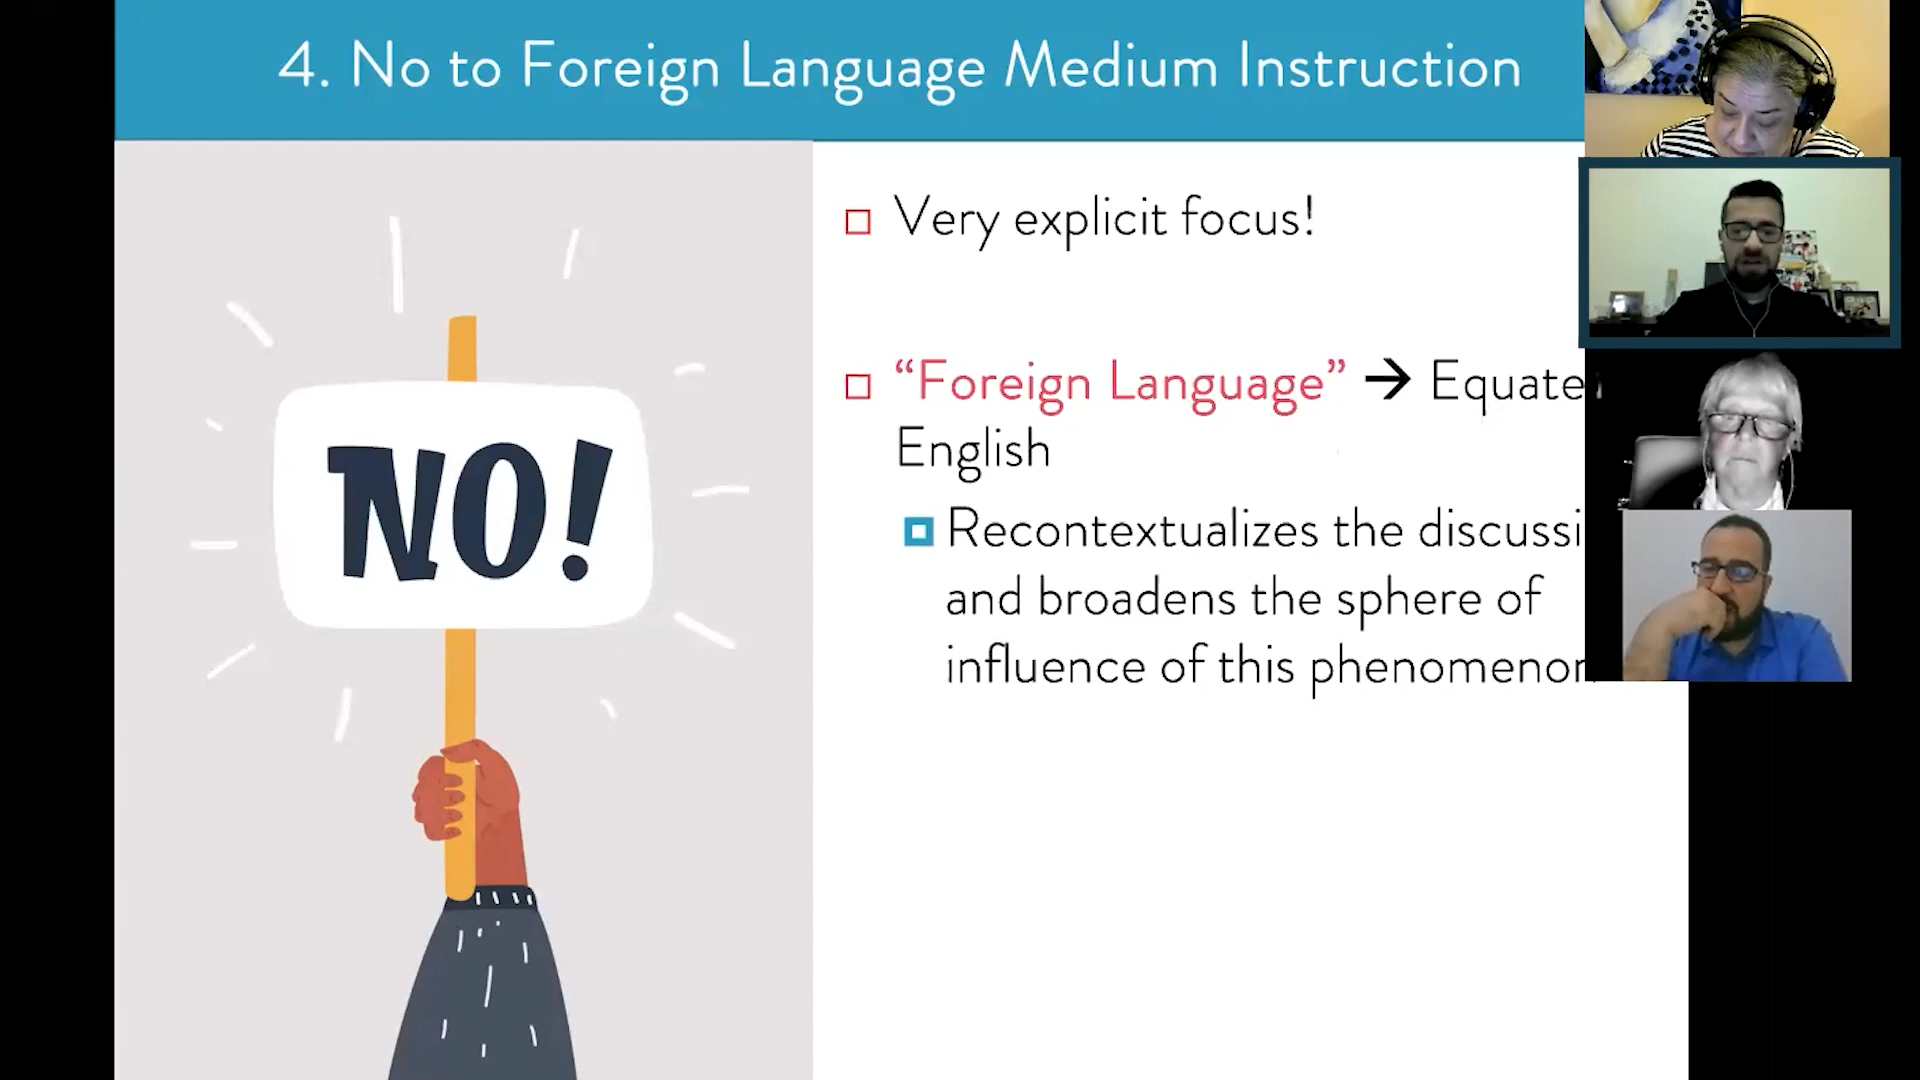 4. No to Foreign Language Medium Instruction
NO!
Very explicit focus!
“Foreign Language” → Equate
English
Recontextualizes the discussi
and broadens the sphere of
influence of this phenomenon